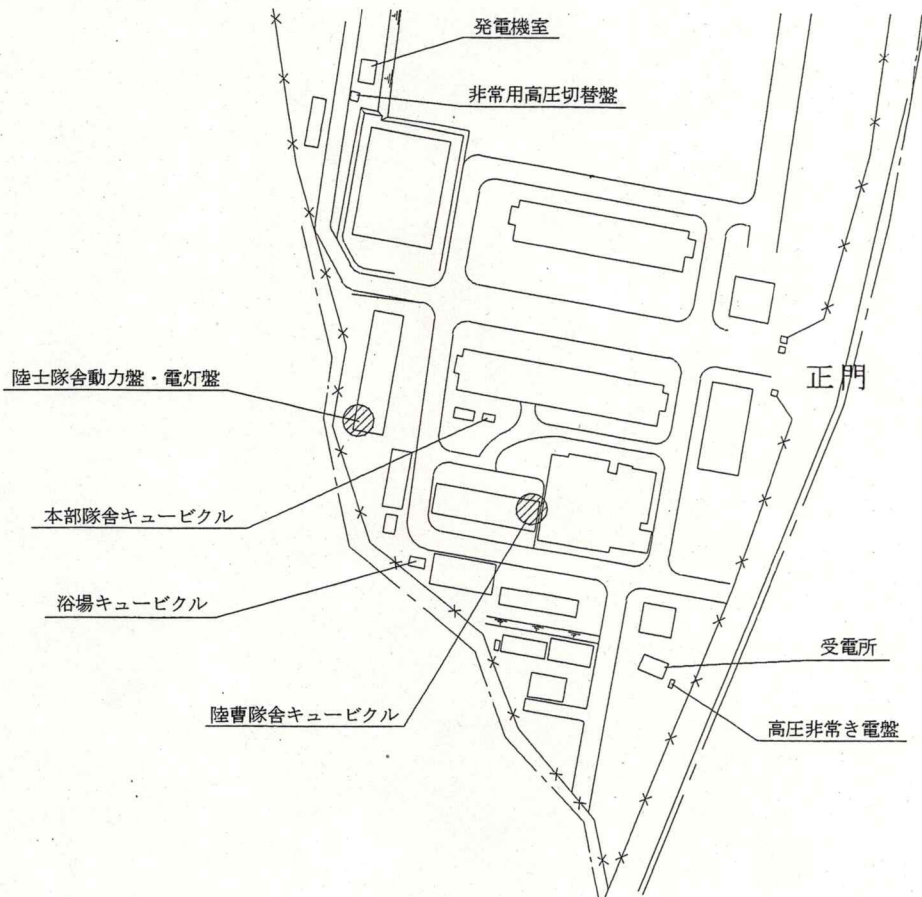 発電機室
非常用高圧切替盤
正門
陸士隊舎動力盤・電灯盤
本部隊舎キュービクル
浴場キュービクル
受電所
陸曹隊舎キュービクル
高圧非常き電盤